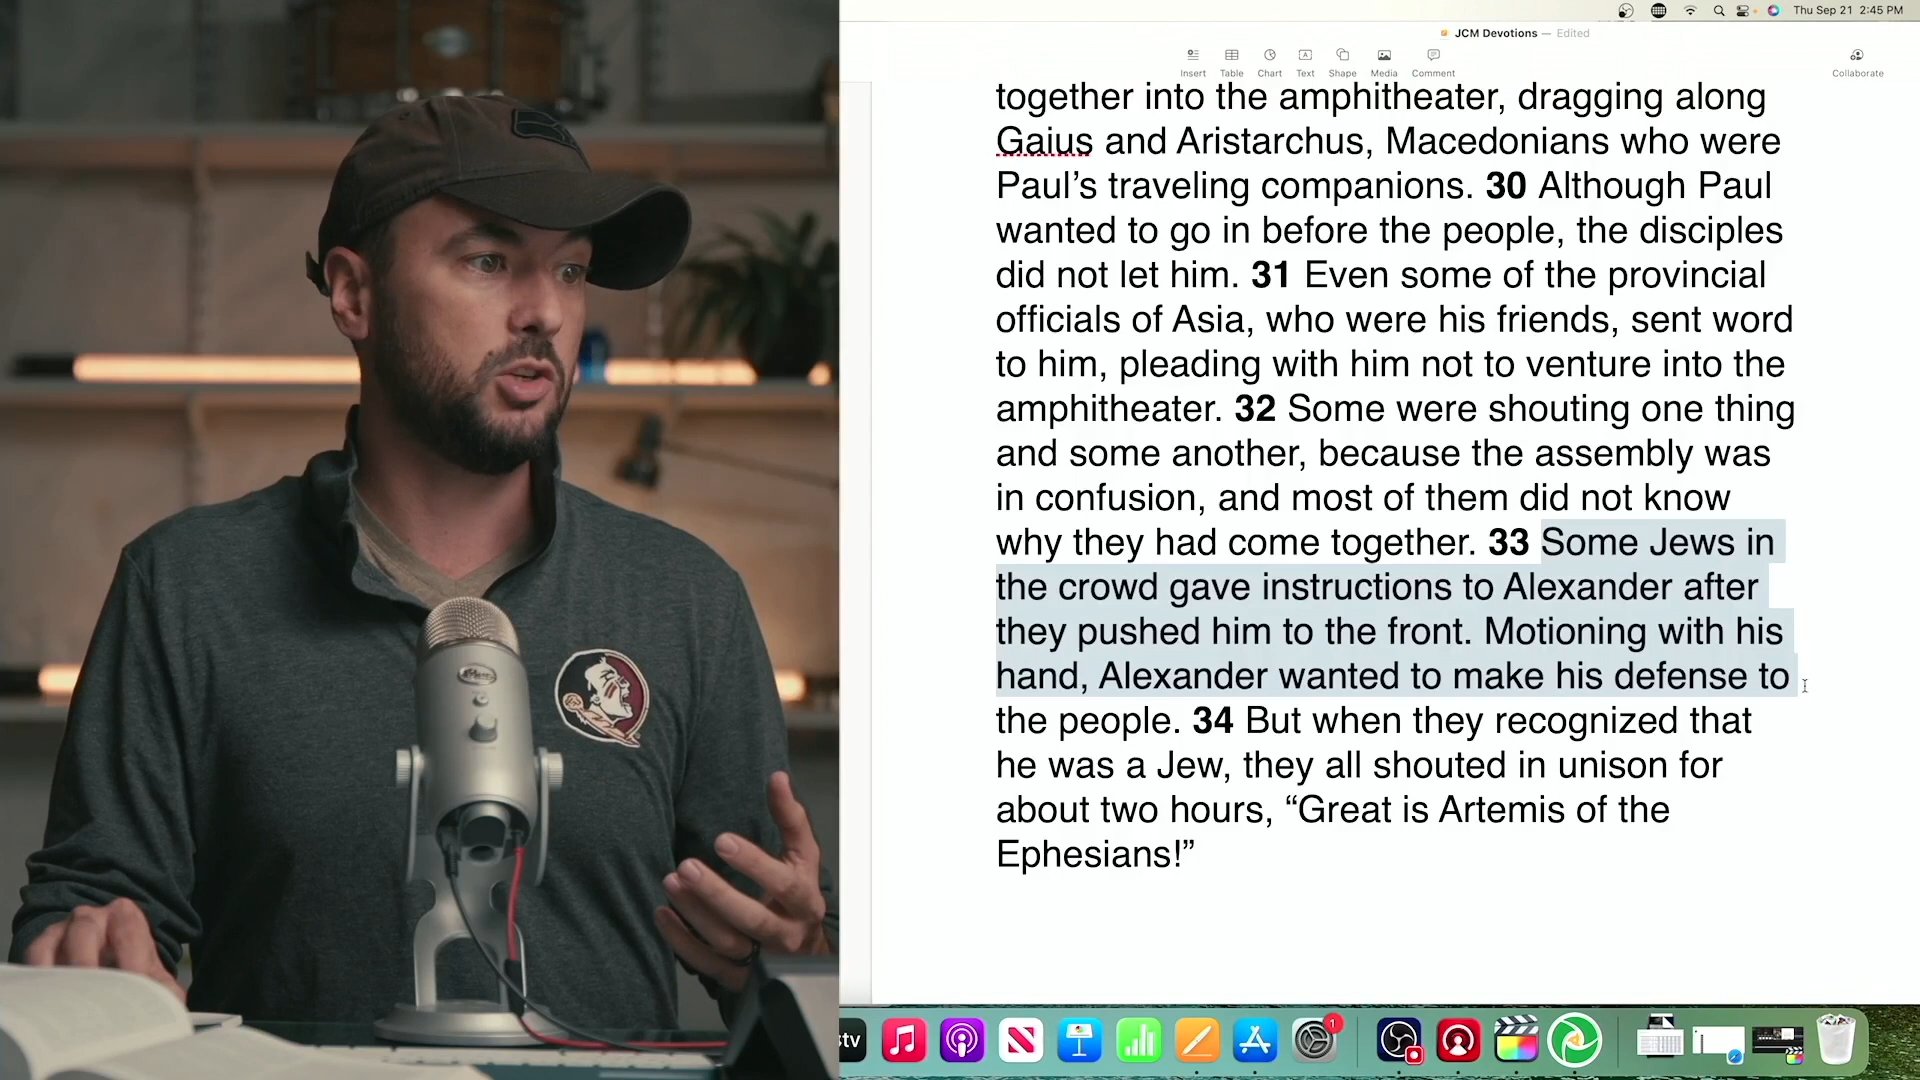 Thu Sep 21 2:45 PM
JCM Devotions — Edited
Insert Table Chart Text Shape Media Comment
Collaborate
together into the amphitheater, dragging along
Gaius and Aristarchus, Macedonians who were
Paul’s traveling companions. 30 Although Paul
wanted to go in before the people, the disciples
did not let him. 31 Even some of the provincial
officials of Asia, who were his friends, sent word
to him, pleading with him not to venture into the
amphitheater. 32 Some were shouting one thing
and some another, because the assembly was
in confusion, and most of them did not know
why they had come together. 33 Some Jews in
the crowd gave instructions to Alexander after
they pushed him to the front. Motioning with his
hand, Alexander wanted to make his defense to
the people. 34 But when they recognized that
he was a Jew, they all shouted in unison for
about two hours, “Great is Artemis of the
Ephesians!”
tv
1